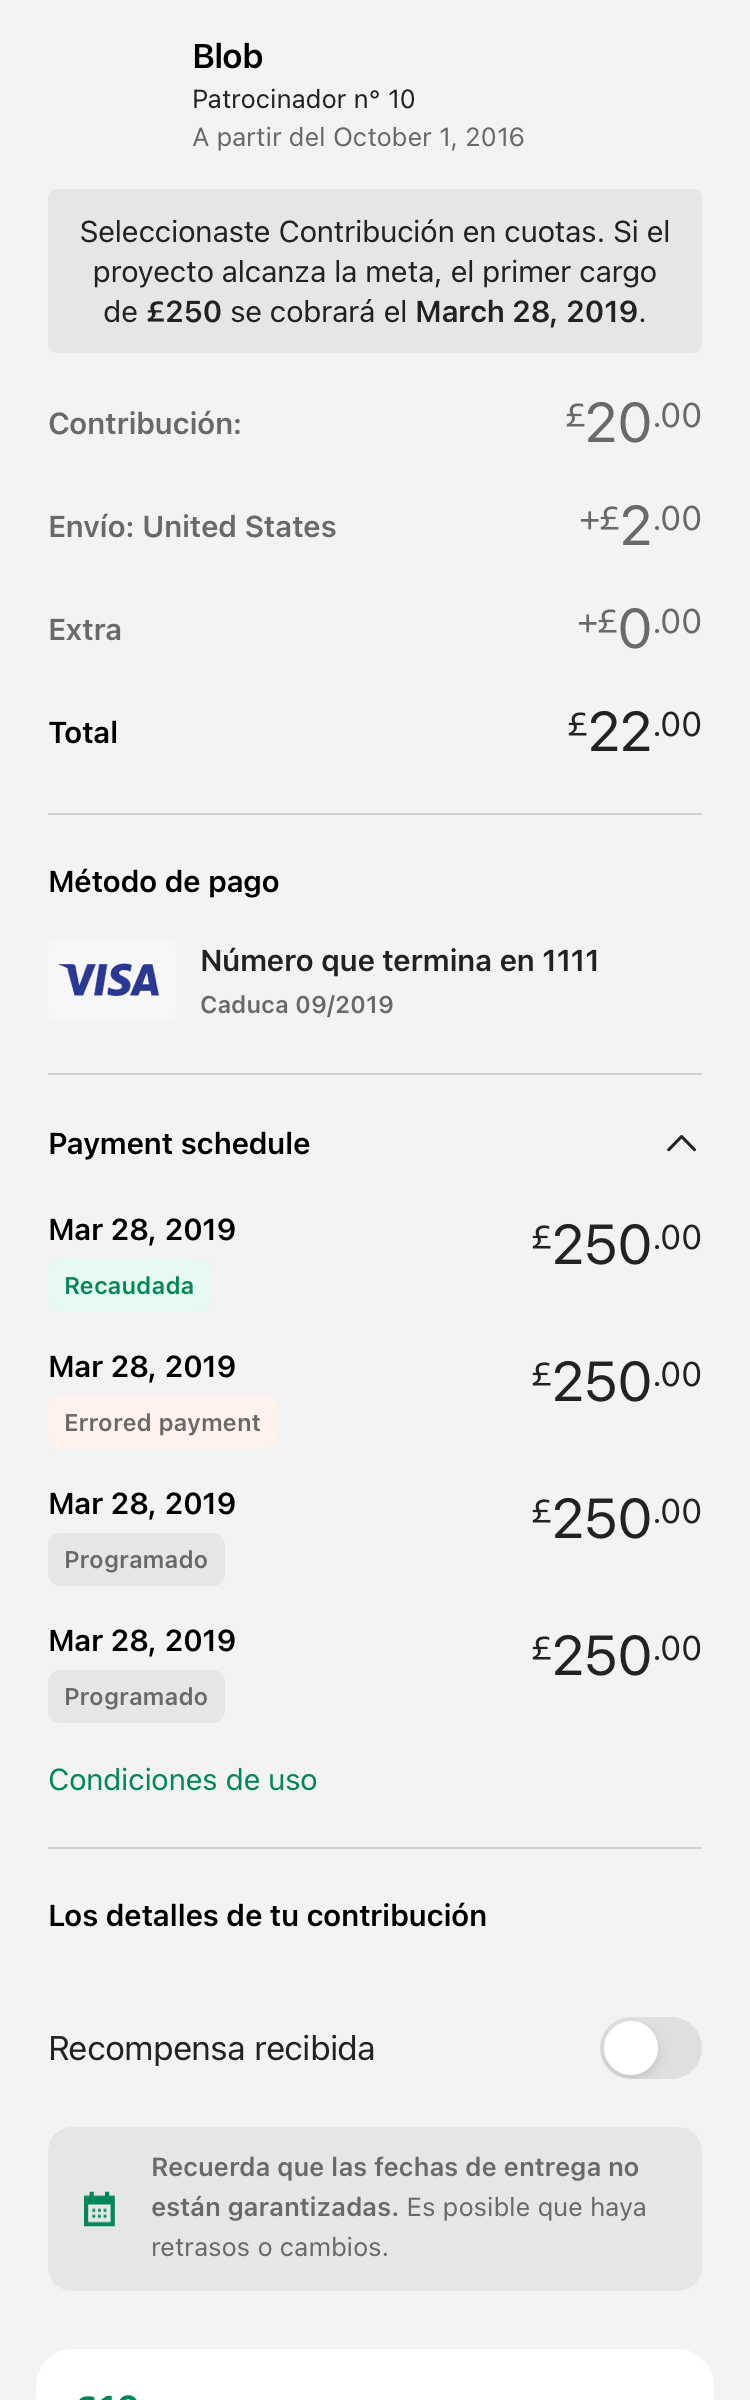 Blob
Patrocinador nº 10
A partir del October 1, 2016
Seleccionaste Contribución en cuotas. Si el
proyecto alcanza la meta, el primer cargo
de £250 se cobrará el March 28, 2019.
Contribución: £20.00
Envío: United States +£2.00
Extra +£0.00
Total £22.00
Método de pago
VISA
Número que termina en 1111
Caduca 09/2019
Payment schedule
Mar 28, 2019 £250.00
Recaudada
Mar 28, 2019 £250.00
Errored payment
Mar 28, 2019 £250.00
Programado
Mar 28, 2019 £250.00
Programado
Condiciones de uso
Los detalles de tu contribución
Recompensa recibida
Recuerda que las fechas de entrega no
están garantizadas. Es posible que haya
retrasos o cambios.